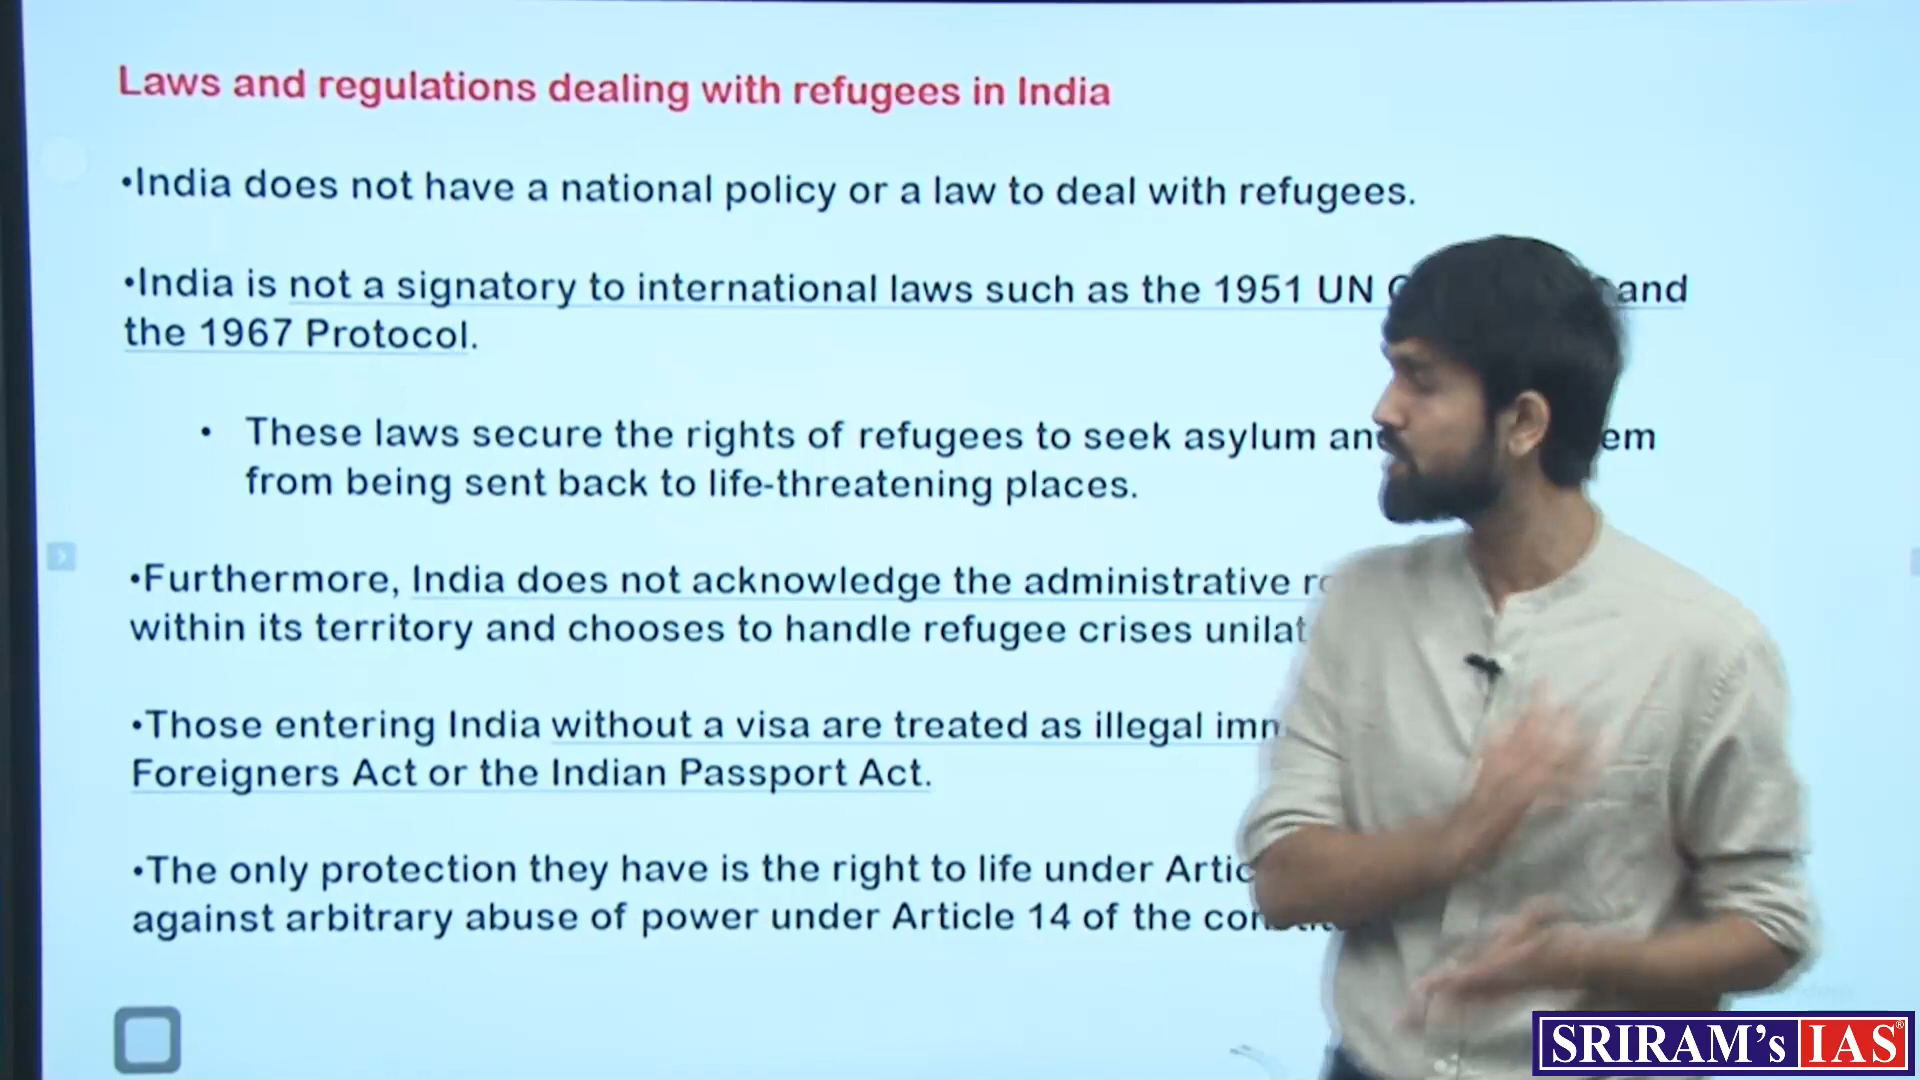 Laws and regulations dealing with refugees in India
•India does not have a national policy or a law to deal with refugees.
•India is not a signatory to international laws such as the 1951 UN and
the 1967 Protocol.
• These laws secure the rights of refugees to seek asylum em
from being sent back to life-threatening places.
•Furthermore, India does not acknowledge the administrative
within its territory and chooses to handle refugee crises
•Those entering India without a visa are treated as illegal
Foreigners Act or the Indian Passport Act.
•The only protection they have is the right to life under
against arbitrary abuse of power under Article 14 of the
SRIRAM's IAS®